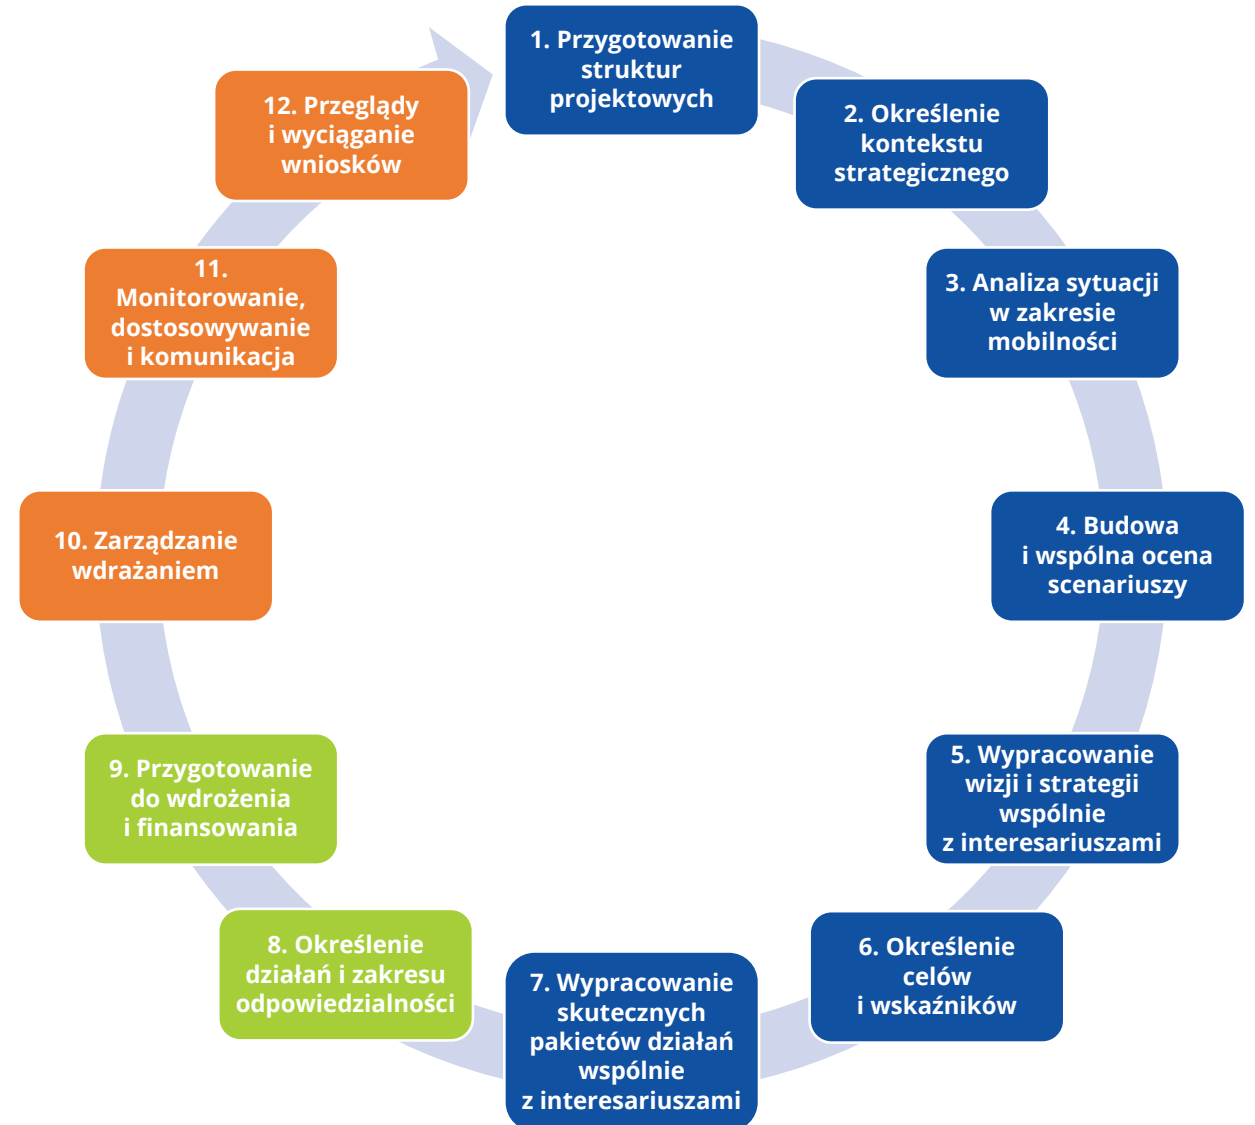 1. Przygotowanie
struktur
projektowych
2. Określenie
kontekstu
strategicznego
3. Analiza sytuacji
w zakresie
mobilności
4. Budowa
i wspólna ocena
scenariuszy
5. Wypracowanie
wizji i strategii
wspólnie
z interesariuszami
6. Określenie
celów
i wskaźników
7. Wypracowanie
skutecznych
pakietów działań
wspólnie
z interesariuszami
8. Określenie
działań i zakresu
odpowiedzialności
9. Przygotowanie
do wdrożenia
i finansowania
10. Zarządzanie
wdrażaniem
11.
Monitorowanie,
dostosowywanie
i komunikacja
12. Przeglądy
i wyciąganie
wniosków